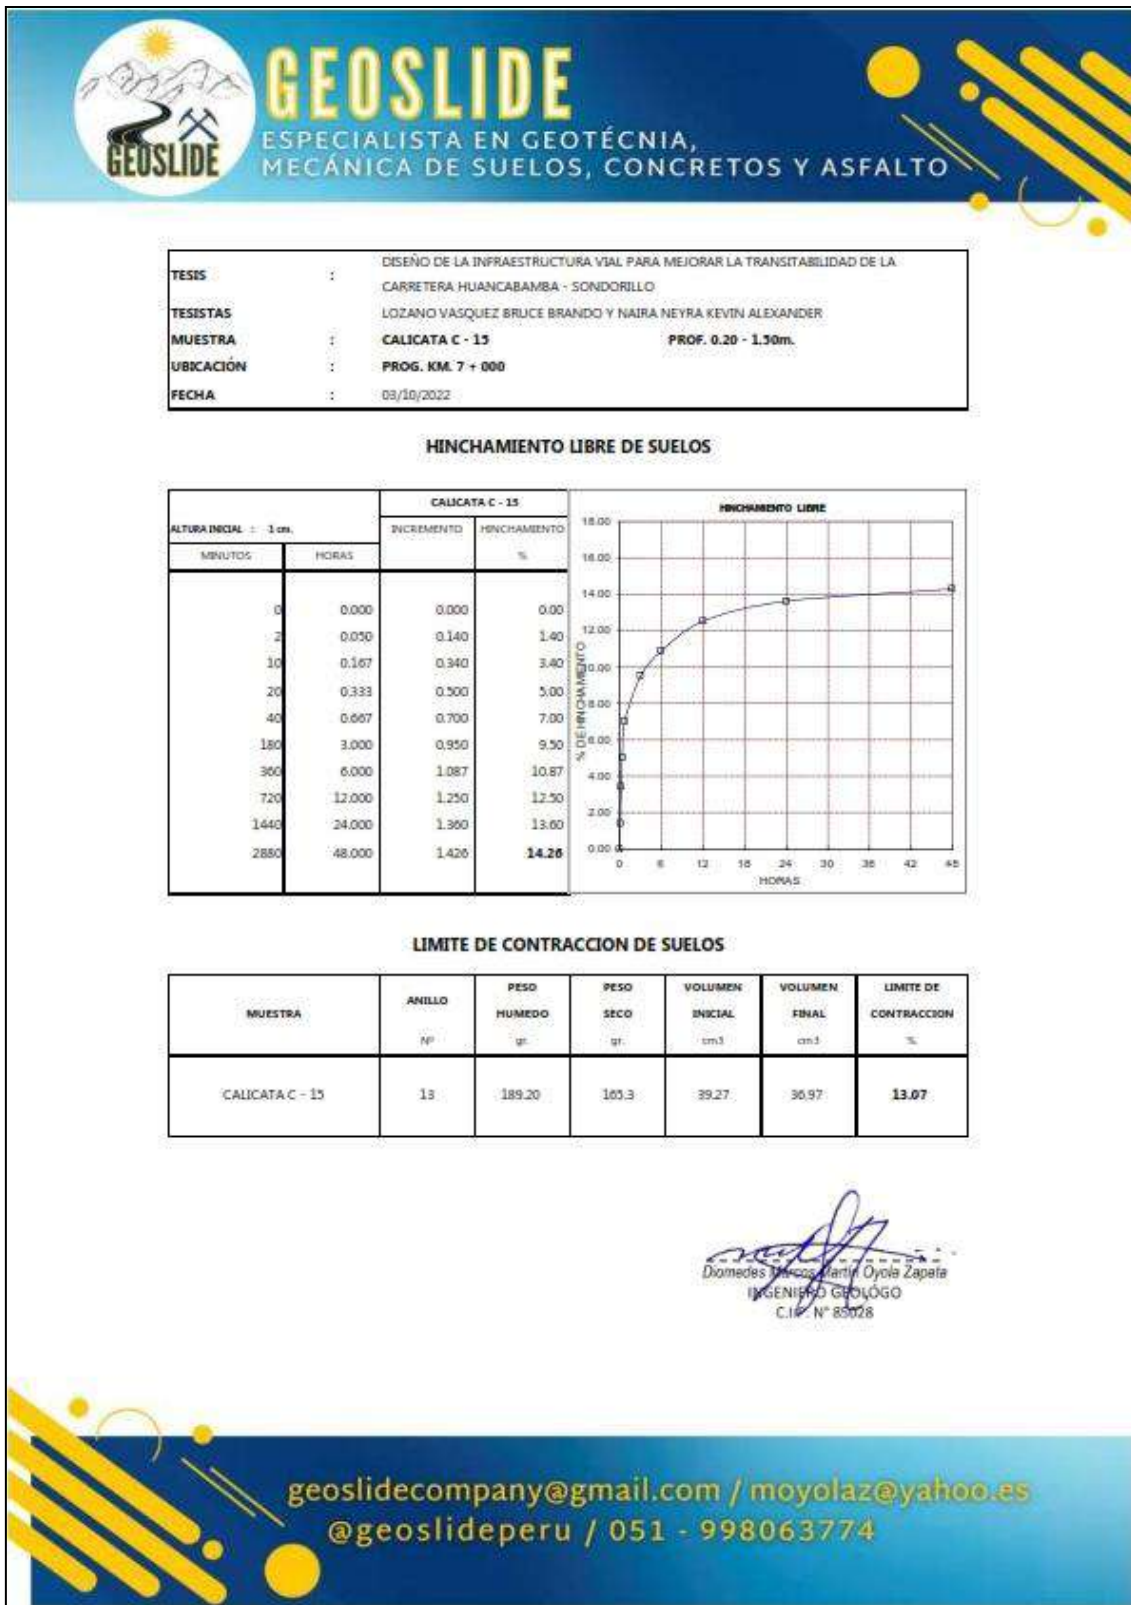 GEOSLIDE
GEOSLIDE
ESPECIALISTA EN GEOTÉCNIA,
MECÁNICA DE SUELOS, CONCRETOS Y ASFALTO
TESIS : DISEÑO DE LA INFRAESTRUCTURA VIAL PARA MEJORAR LA TRANSITABILIDAD DE LA
CARRETERA HUANCABAMBA - SONDORILLO
TESISTAS LOZANO VASQUEZ BRUCE BRANDO Y NAIRA NEYRA KEVIN ALEXANDER
MUESTRA : CALICATA C - 15 PROF. 0.20 - 1.50m.
UBICACIÓN : PROG. KM. 7 + 000
FECHA : 03/10/2022
HINCHAMIENTO LIBRE DE SUELOS
CALICATA C - 15
ALTURA INICIAL : 1 cm. INCREMENTO HINCHAMIENTO
MINUTOS HORAS %
0 0.000 0.000 0.00
2 0.050 0.140 1.40
10 0.167 0.340 3.40
20 0.333 0.500 5.00
40 0.667 0.700 7.00
180 3.000 0.950 9.50
360 6.000 1.087 10.87
720 12.000 1.250 12.50
1440 24.000 1.360 13.60
2880 48.000 1.426 14.26
HINCHAMIENTO LIBRE
18.00
16.00
14.00
12.00
10.00
8.00
6.00
4.00
2.00
0.00
% DE HINCHAMIENTO
0 6 12 18 24 30 36 42 48
HORAS
LIMITE DE CONTRACCION DE SUELOS
PESO PESO VOLUMEN VOLUMEN LIMITE DE
MUESTRA ANILLO HUMEDO SECO INICIAL FINAL CONTRACCION
Nº gr. gr. cm3 cm3 %
CALICATA C - 15 13 189.20 165.3 39.27 36.97 13.07
Diomedes Marcos Martín Oyola Zapata
INGENIERO GEOLÓGO
C.I.P. N° 85028
geoslidecompany@gmail.com / moyolaz@yahoo.es
@geoslideperu / 051 - 998063774